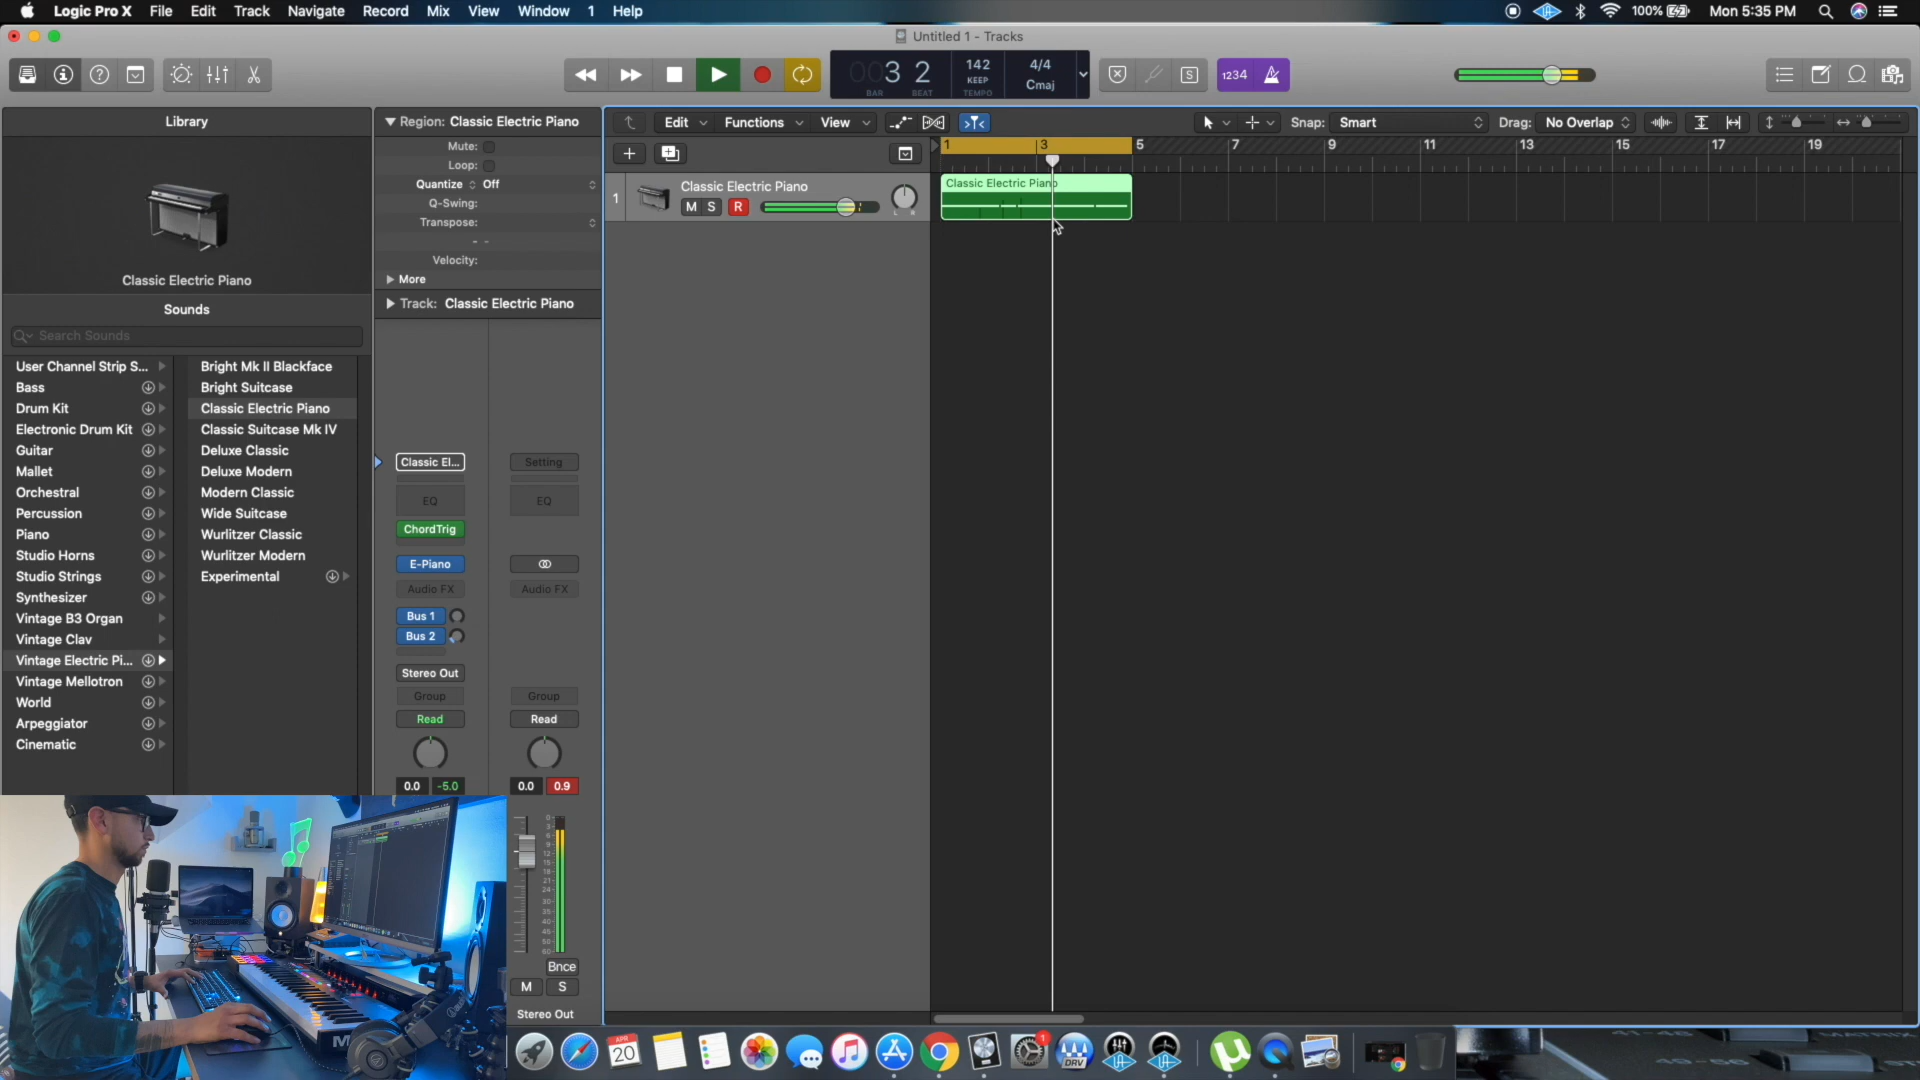 Logic Pro X File Edit Track Navigate Record Mix View Window 1 Help
100% Mon 5:35 PM
Untitled 1 - Tracks
3 2
BAR BEAT
142
KEEP
TEMPO
4/4
Cmaj
S
1234
Library
Classic Electric Piano
Sounds
Search Sounds
User Channel Strip S...
Bass
Drum Kit
Electronic Drum Kit
Guitar
Mallet
Orchestral
Percussion
Piano
Studio Horns
Studio Strings
Synthesizer
Vintage B3 Organ
Vintage Clav
Vintage Electric Pi...
Vintage Mellotron
World
Arpeggiator
Cinematic
Bright Mk II Blackface
Bright Suitcase
Classic Electric Piano
Classic Suitcase Mk IV
Deluxe Classic
Deluxe Modern
Modern Classic
Wide Suitcase
Wurlitzer Classic
Wurlitzer Modern
Experimental
Region: Classic Electric Piano
Mute:
Loop:
Quantize Off
Q-Swing:
Transpose:
- -
Velocity:
More
Track: Classic Electric Piano
Classic El... Setting
EQ EQ
ChordTrig
E-Piano
Audio FX Audio FX
Bus 1
Bus 2
Stereo Out
Group Group
Read Read
0.0 -5.0 0.0 0.9
Bnce
M S
Stereo Out
Edit Functions View
Snap: Smart
Drag: No Overlap
1 3 5 7 9 11 13 15 17 19
1 Classic Electric Piano
M S R
L R
Classic Electric Piano
APR
20
1
DRV